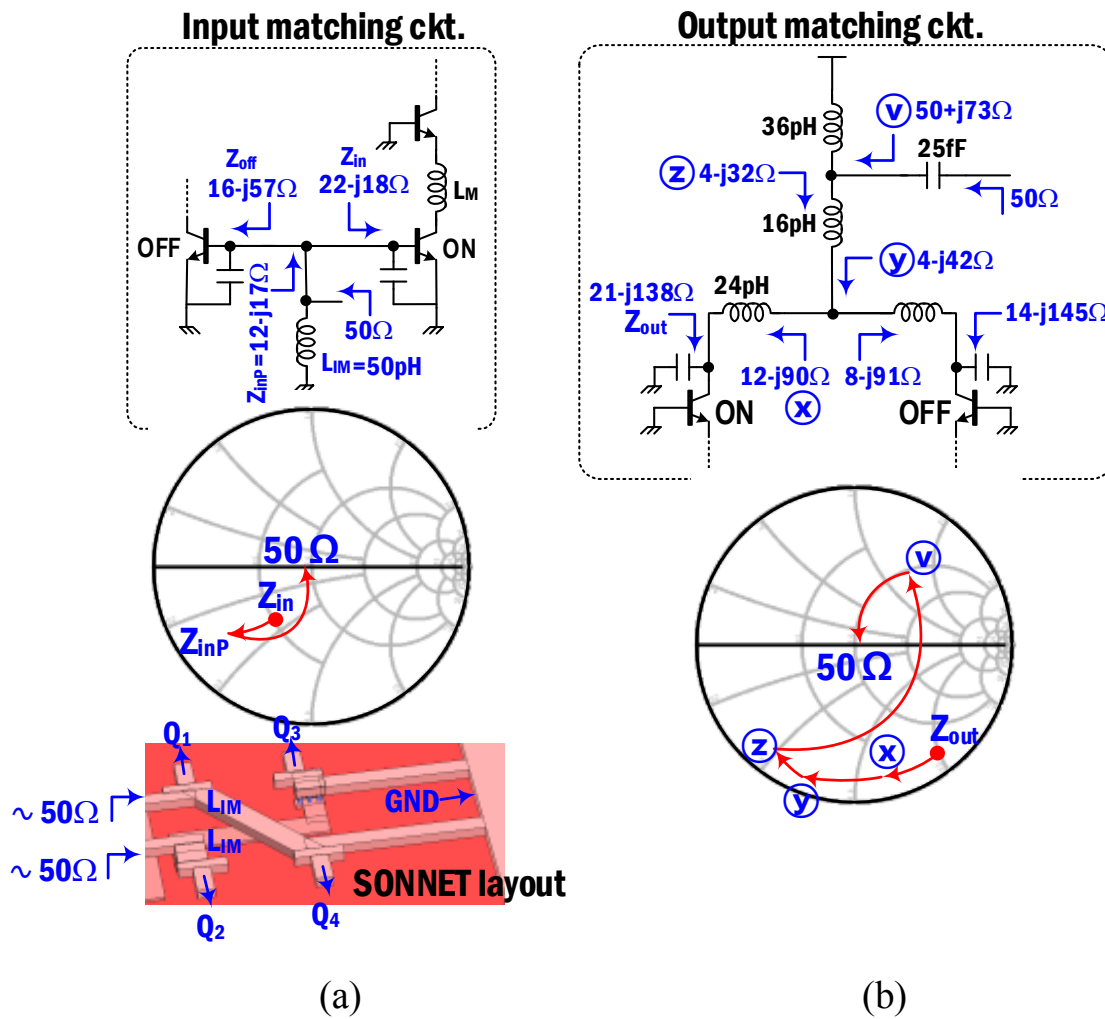 Input matching ckt.
Output matching ckt.
Zoff
16-j57Ω
Zin
22-j18Ω
LM
OFF
ON
ZinP = 12-j17Ω
50Ω
LIM=50pH
36pH
v 50+j73Ω
25fF
z 4-j32Ω
50Ω
16pH
y 4-j42Ω
21-j138Ω
Zout
24pH
14-j145Ω
12-j90Ω
8-j91Ω
x
ON
OFF
50 Ω
Zin
ZinP
v
50 Ω
Zout
z
x
y
Q1
Q3
~ 50Ω
LIM
GND
~ 50Ω
LIM
SONNET layout
Q2
Q4
(a)
(b)